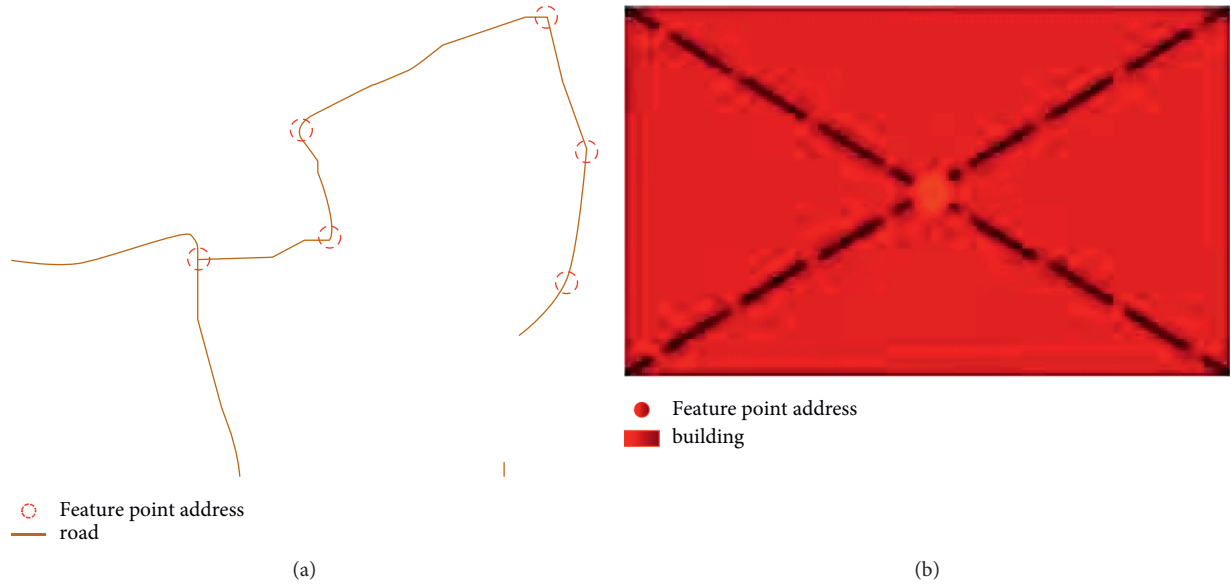 Feature point address
road
(a)
Feature point address
building
(b)